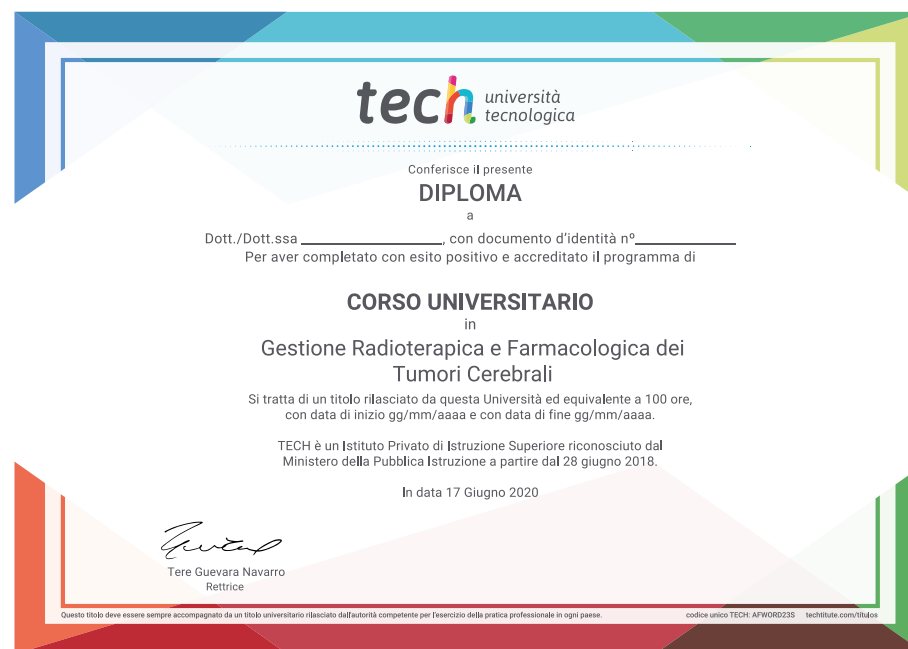 tech università
tecnologica
Conferisce il presente
DIPLOMA
a
Dott./Dott.ssa ____________________, con documento d'identità nº______________
Per aver completato con esito positivo e accreditato il programma di
CORSO UNIVERSITARIO
in
Gestione Radioterapica e Farmacologica dei
Tumori Cerebrali
Si tratta di un titolo rilasciato da questa Università ed equivalente a 100 ore,
con data di inizio gg/mm/aaaa e con data di fine gg/mm/aaaa.
TECH è un Istituto Privato di Istruzione Superiore riconosciuto dal
Ministero della Pubblica Istruzione a partire dal 28 giugno 2018.
In data 17 Giugno 2020
Tere Guevara Navarro
Rettrice
Questo titolo deve essere sempre accompagnato da un titolo universitario rilasciato dall'autorità competente per l'esercizio della pratica professionale in ogni paese. codice unico TECH: AFWORD23S techtitute.com/titulos